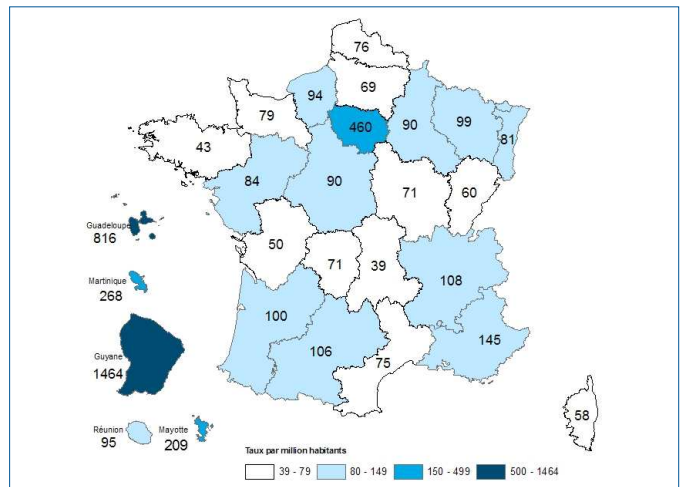 76
69
94
79
460
90
99
81
43
84
90
71
60
50
71
39
108
100
106
75
145
58
Guadeloupe
816
Martinique
268
Guyane
1464
Réunion
95
Mayotte
209
Taux par million habitants
39 - 79
80 - 149
150 - 499
500 - 1464